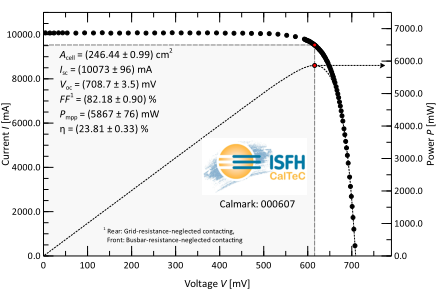 10000.0
8000.0
6000.0
4000.0
2000.0
0.0
Current I [mA]
A_cell = (246.44 ± 0.99) cm²
I_sc = (10073 ± 96) mA
V_oc = (708.7 ± 3.5) mV
FF¹ = (82.18 ± 0.90) %
P_mpp = (5867 ± 76) mW
η = (23.81 ± 0.33) %
ISFH
CalTeC
Calmark: 000607
¹ Rear: Grid-resistance-neglected contacting,
Front: Busbar-resistance-neglected contacting
7000.0
6000.0
5000.0
4000.0
3000.0
2000.0
1000.0
0.0
Power P [mW]
0 100 200 300 400 500 600 700
Voltage V [mV]